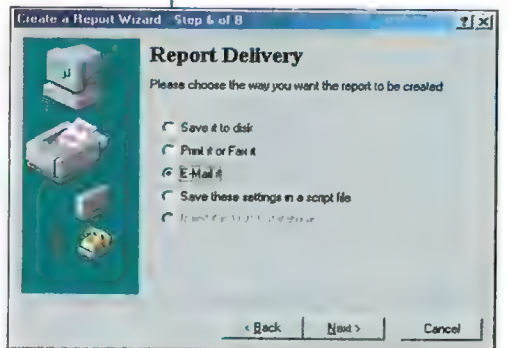 Create a Report Wizard Step 6 of 8
Report Delivery
Please choose the way you want the report to be created
Save it to disk
Print it or Fax it
E-Mail it
Save these settings in a script file
< Back Next > Cancel